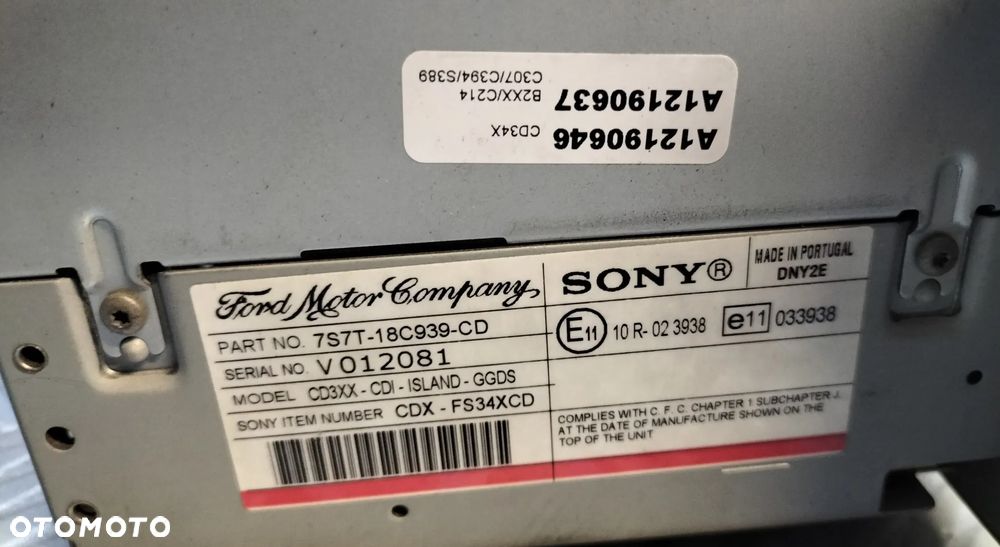 A12190646 CD34X
A12190637 B2XX/C214
C307/C394/S389
Ford Motor Company
PART NO. 7S7T-18C939-CD
SERIAL NO. V012081
MODEL CD3XX - CDI - ISLAND - GGDS
SONY ITEM NUMBER CDX - FS34XCD
SONY®
MADE IN PORTUGAL
DNY2E
E11 10 R- 02 3938 e11 033938
COMPLIES WITH C. F. C. CHAPTER 1 SUBCHAPTER J.
AT THE DATE OF MANUFACTURE SHOWN ON THE
TOP OF THE UNIT
OTOMOTO